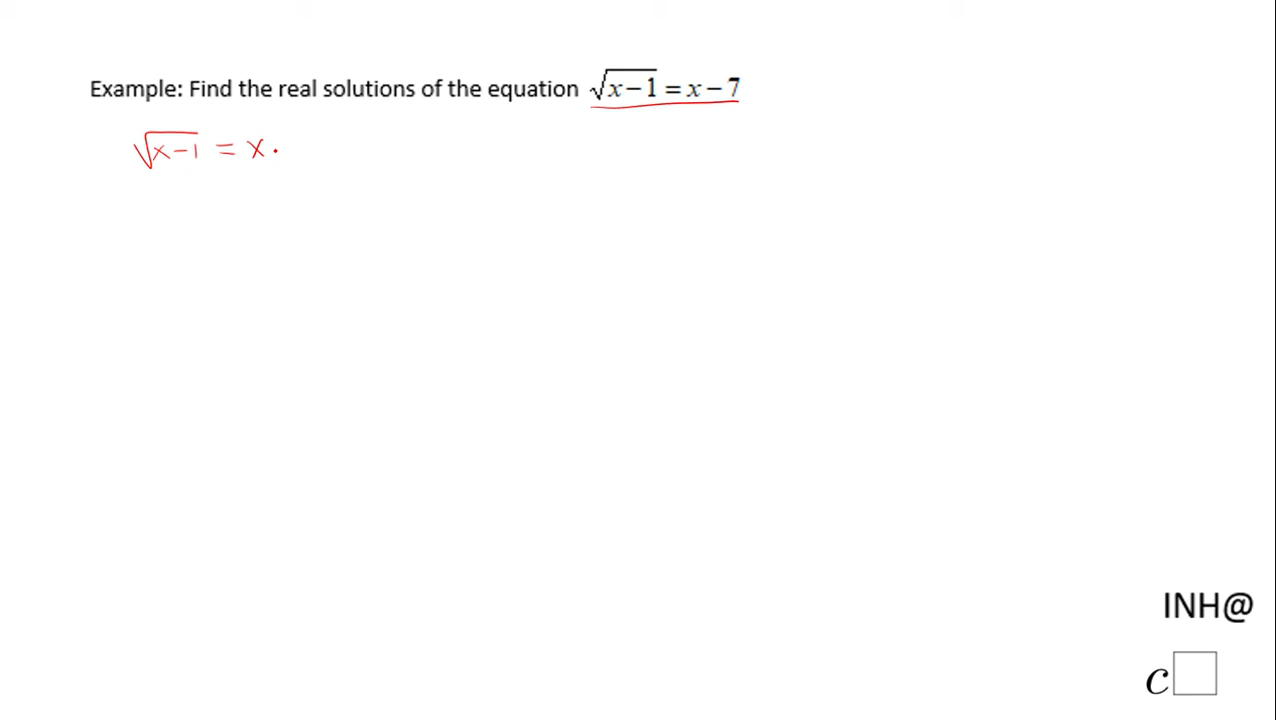 Example: Find the real solutions of the equation √(x−1) = x − 7
√(x−1) = x ·
INH@
c